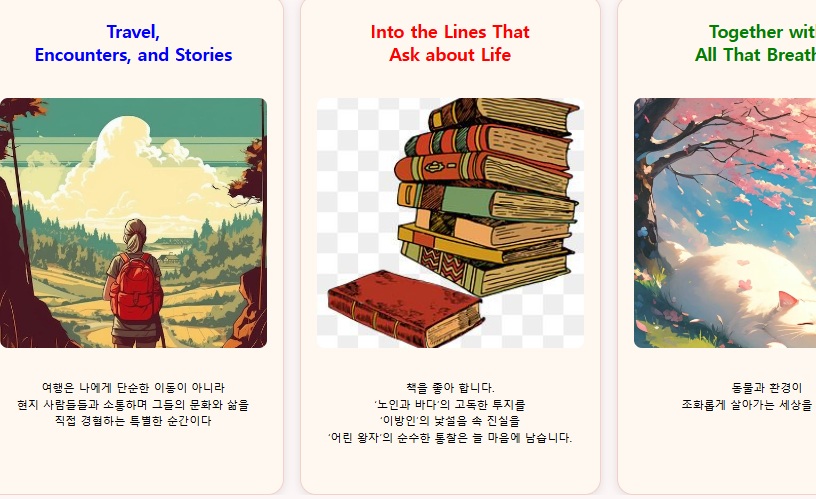 Travel,
Encounters, and Stories
여행은 나에게 단순한 이동이 아니라
현지 사람들들과 소통하며 그들의 문화와 삶을
직접 경험하는 특별한 순간이다
Into the Lines That
Ask about Life
책을 좋아 합니다.
‘노인과 바다’의 고독한 투지를
‘이방인’의 낯설음 속 진실을
‘어린 왕자’의 순수한 통찰은 늘 마음에 남습니다.
Together
All That
동물과 환경이
조화롭게 살아가는 세상을